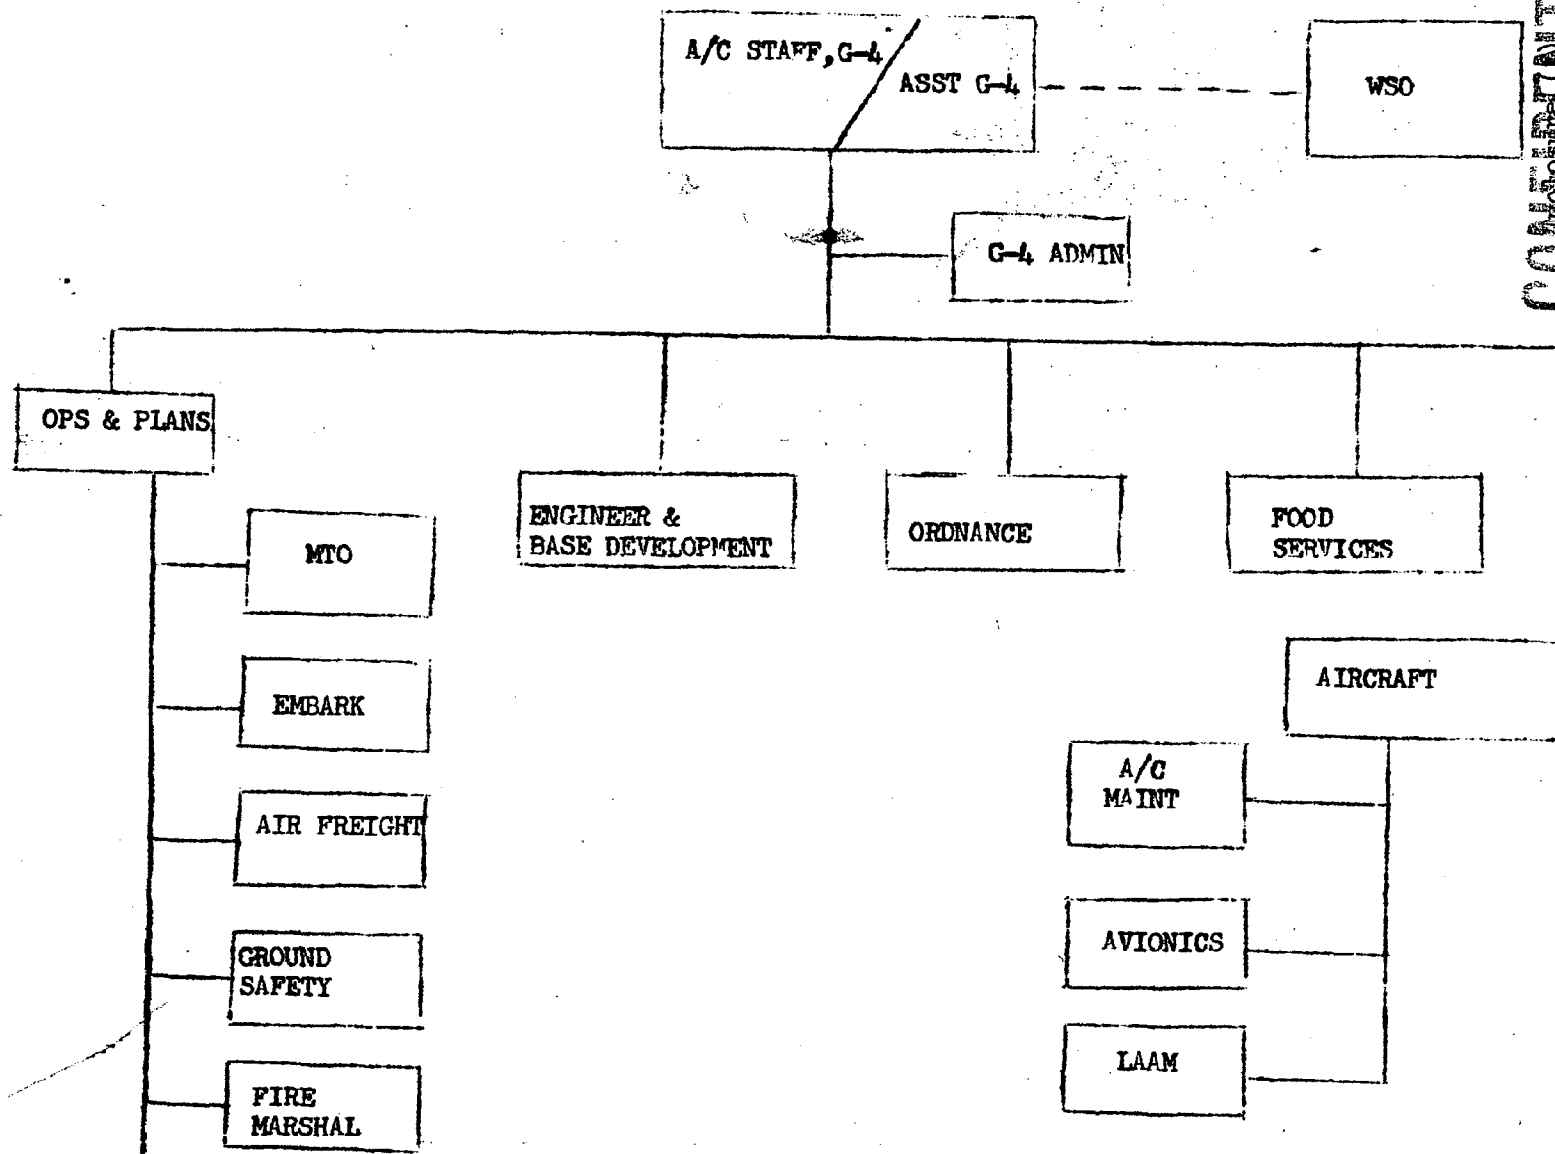 A/C STAFF, G-4
ASST G-4
WSO
G-4 ADMIN
OPS & PLANS
ENGINEER &
BASE DEVELOPMENT
ORDNANCE
FOOD
SERVICES
MTO
EMBARK
AIR FREIGHT
GROUND
SAFETY
FIRE
MARSHAL
AIRCRAFT
A/C
MAINT
AVIONICS
LAAM